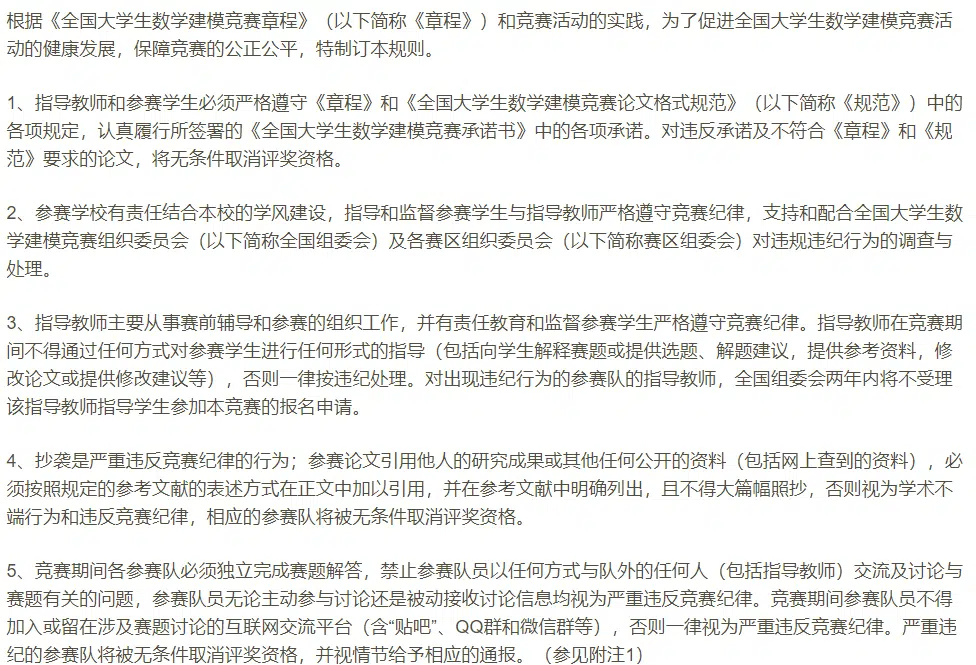 根据《全国大学生数学建模竞赛章程》（以下简称《章程》）和竞赛活动的实践，为了促进全国大学生数学建模竞赛活
动的健康发展，保障竞赛的公正公平，特制订本规则。
1、指导教师和参赛学生必须严格遵守《章程》和《全国大学生数学建模竞赛论文格式规范》（以下简称《规范》）中的
各项规定，认真履行所签署的《全国大学生数学建模竞赛承诺书》中的各项承诺。对违反承诺及不符合《章程》和《规
范》要求的论文，将无条件取消评奖资格。
2、参赛学校有责任结合本校的学风建设，指导和监督参赛学生与指导教师严格遵守竞赛纪律，支持和配合全国大学生数
学建模竞赛组织委员会（以下简称全国组委会）及各赛区组织委员会（以下简称赛区组委会）对违规违纪行为的调查与
处理。
3、指导教师主要从事赛前辅导和参赛的组织工作，并有责任教育和监督参赛学生严格遵守竞赛纪律。指导教师在竞赛期
间不得通过任何方式对参赛学生进行任何形式的指导（包括向学生解释赛题或提供选题、解题建议，提供参考资料，修
改论文或提供修改建议等），否则一律按违纪处理。对出现违纪行为的参赛队的指导教师，全国组委会两年内将不受理
该指导教师指导学生参加本竞赛的报名申请。
4、抄袭是严重违反竞赛纪律的行为；参赛论文引用他人的研究成果或其他任何公开的资料（包括网上查到的资料），必
须按照规定的参考文献的表述方式在正文中加以引用，并在参考文献中明确列出，且不得大篇幅照抄，否则视为学术不
端行为和违反竞赛纪律，相应的参赛队将被无条件取消评奖资格。
5、竞赛期间各参赛队必须独立完成赛题解答，禁止参赛队员以任何方式与队外的任何人（包括指导教师）交流及讨论与
赛题有关的问题，参赛队员无论主动参与讨论还是被动接收讨论信息均视为严重违反竞赛纪律。竞赛期间参赛队员不得
加入或留在涉及赛题讨论的互联网交流平台（含“贴吧”、QQ群和微信群等），否则一律视为严重违反竞赛纪律。严重违
纪的参赛队将被无条件取消评奖资格，并视情节给予相应的通报。（参见附注1）